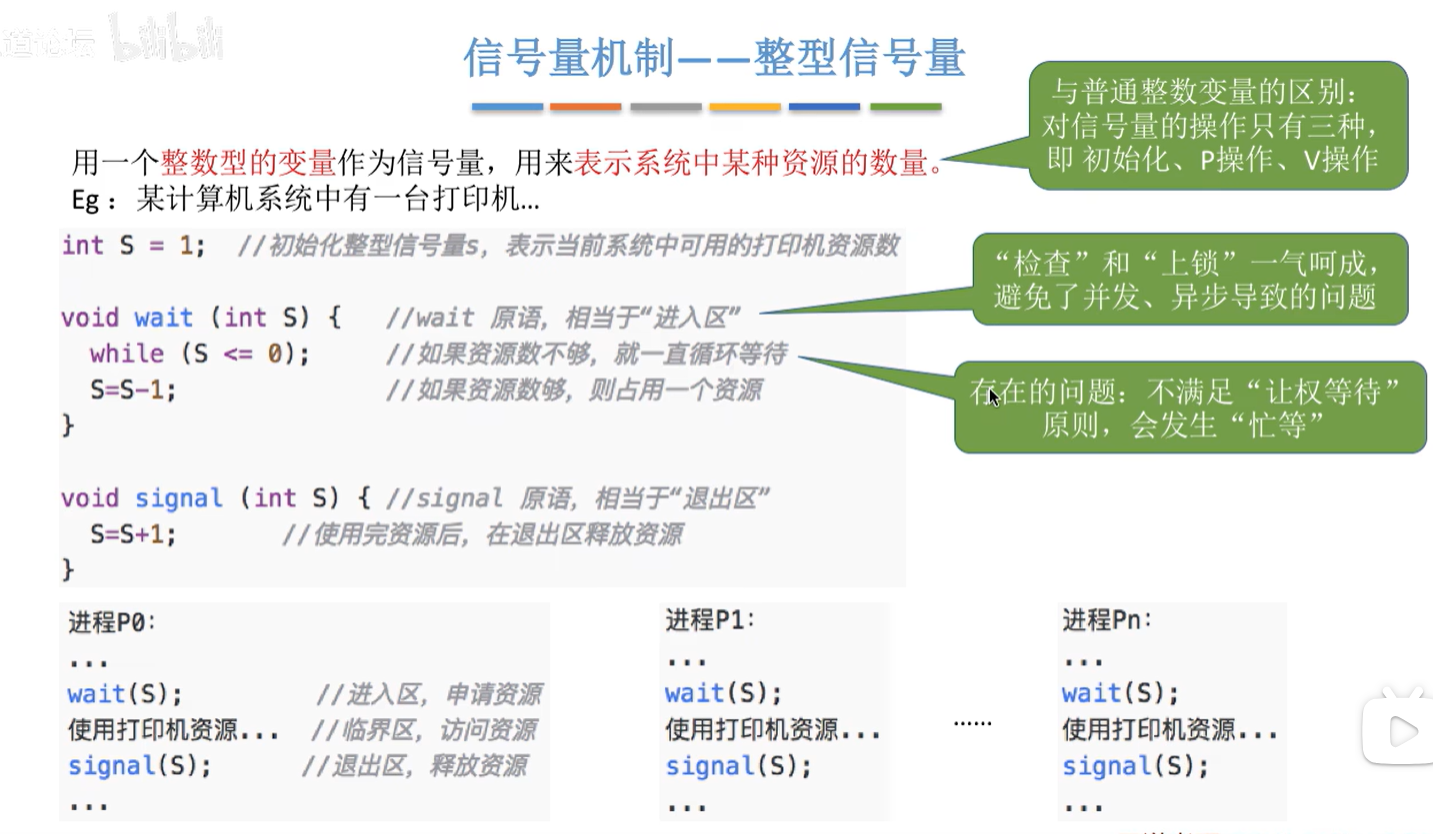 道论坛 bilibili
信号量机制——整型信号量
与普通整数变量的区别：
对信号量的操作只有三种，
即 初始化、P操作、V操作
用一个整数型的变量作为信号量，用来表示系统中某种资源的数量。
Eg：某计算机系统中有一台打印机...
int S = 1;  //初始化整型信号量s，表示当前系统中可用的打印机资源数
“检查”和“上锁”一气呵成，
避免了并发、异步导致的问题
void wait (int S) {   //wait 原语，相当于“进入区”
while (S <= 0);     //如果资源数不够，就一直循环等待
S=S-1;              //如果资源数够，则占用一个资源
}
存在的问题：不满足“让权等待”
原则，会发生“忙等”
void signal (int S) { //signal 原语，相当于“退出区”
S=S+1;       //使用完资源后，在退出区释放资源
}
进程P0：
...
wait(S);         //进入区，申请资源
使用打印机资源...  //临界区，访问资源
signal(S);      //退出区，释放资源
...
进程P1：
...
wait(S);
使用打印机资源...
signal(S);
...
......
进程Pn：
...
wait(S);
使用打印机资源...
signal(S);
...